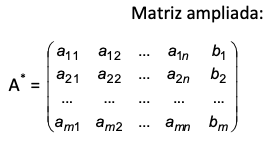 Matriz ampliada:
a11 a12 ... a1n b1
a21 a22 ... a2n b2
A* =
... ... ... ... ...
am1 am2 ... amn bm